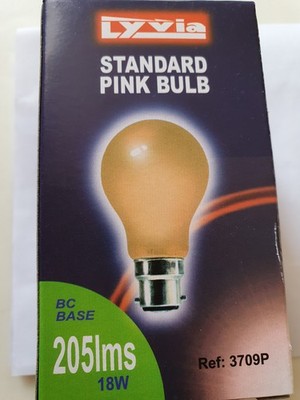 Lyvia
STANDARD
PINK BULB
BC
BASE
205lms
18W
Ref: 3709P